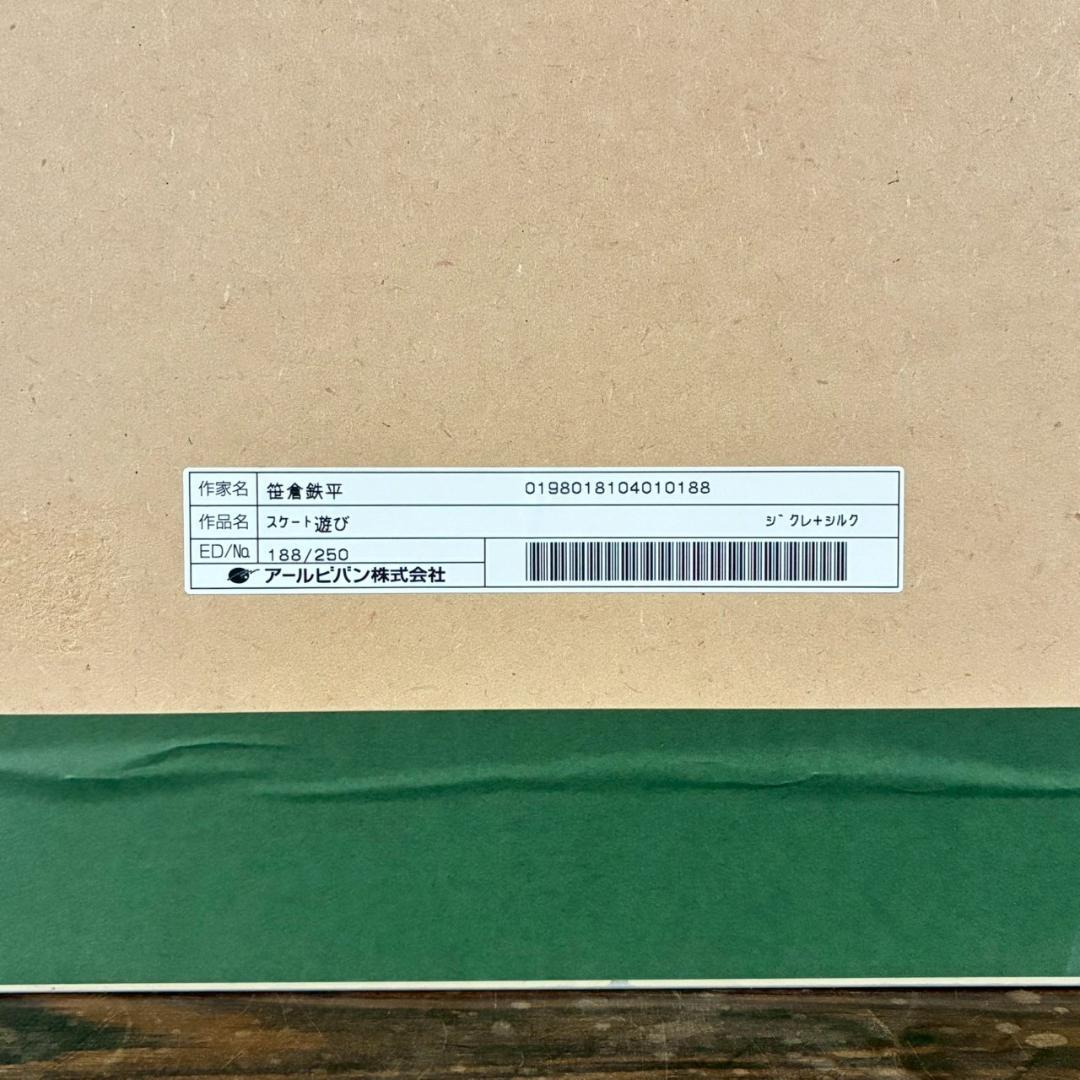 作家名 笹倉鉄平 0198018104010188
作品名 スケート遊び ジクレ+シルク
ED/No. 188/250
アールビバン株式会社